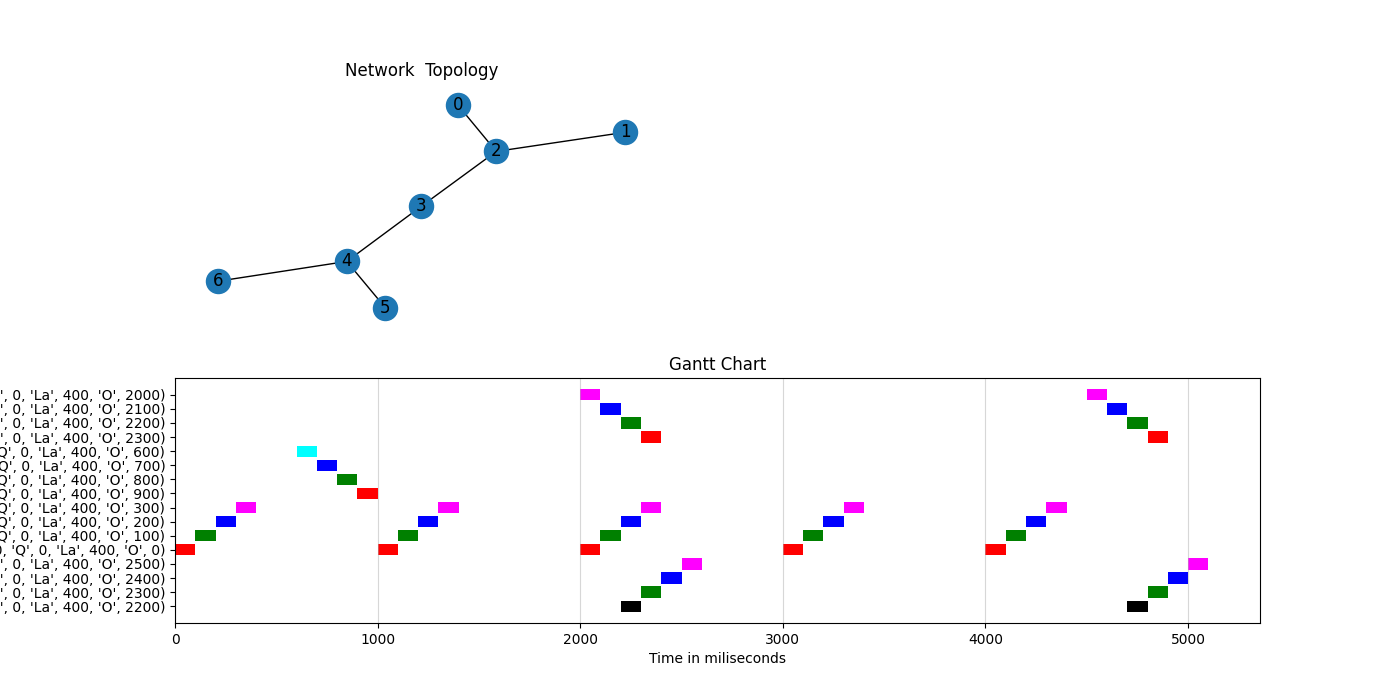 Network  Topology
0
1
2
3
4
6
5
Gantt Chart
', 0, 'La', 400, 'O', 2000)
', 0, 'La', 400, 'O', 2100)
', 0, 'La', 400, 'O', 2200)
', 0, 'La', 400, 'O', 2300)
Q', 0, 'La', 400, 'O', 600)
Q', 0, 'La', 400, 'O', 700)
Q', 0, 'La', 400, 'O', 800)
Q', 0, 'La', 400, 'O', 900)
Q', 0, 'La', 400, 'O', 300)
Q', 0, 'La', 400, 'O', 200)
Q', 0, 'La', 400, 'O', 100)
0, 'Q', 0, 'La', 400, 'O', 0)
', 0, 'La', 400, 'O', 2500)
', 0, 'La', 400, 'O', 2400)
', 0, 'La', 400, 'O', 2300)
', 0, 'La', 400, 'O', 2200)
0 1000 2000 3000 4000 5000
Time in miliseconds